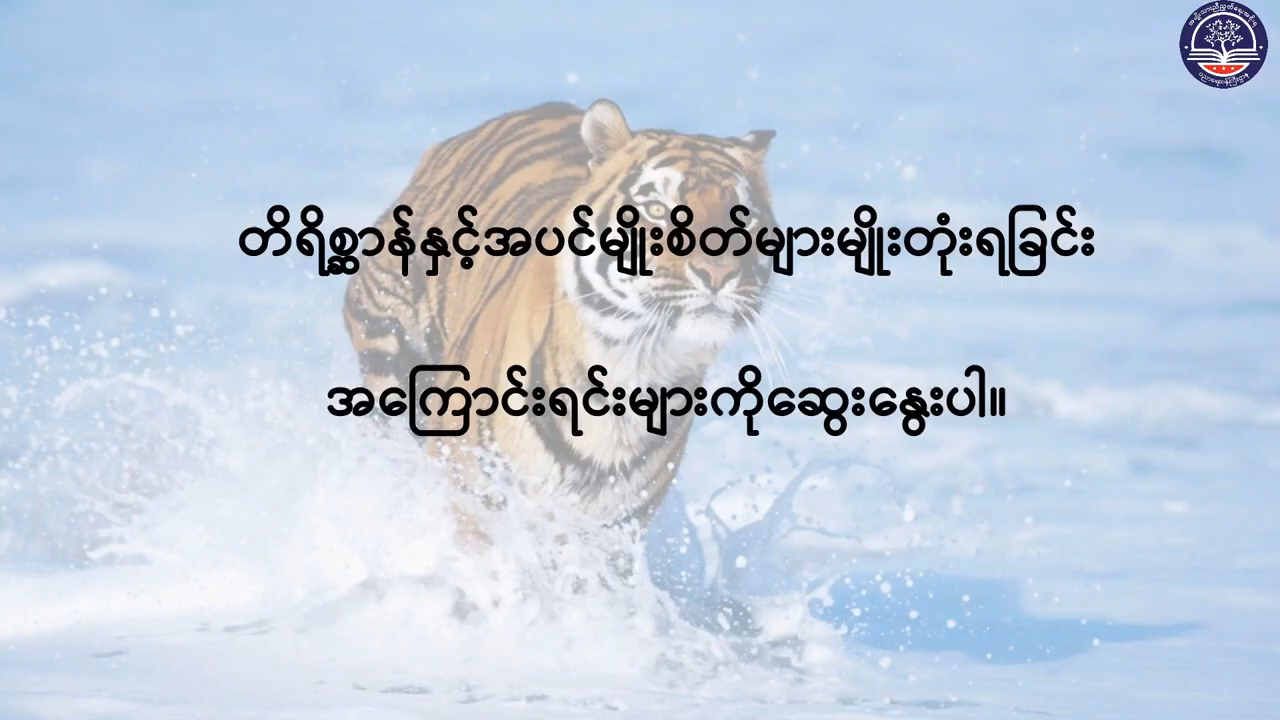 တိရိစ္ဆာန်နှင့်အပင်မျိုးစိတ်များမျိုးတုံးရခြင်း
အကြောင်းရင်းများကိုဆွေးနွေးပါ။